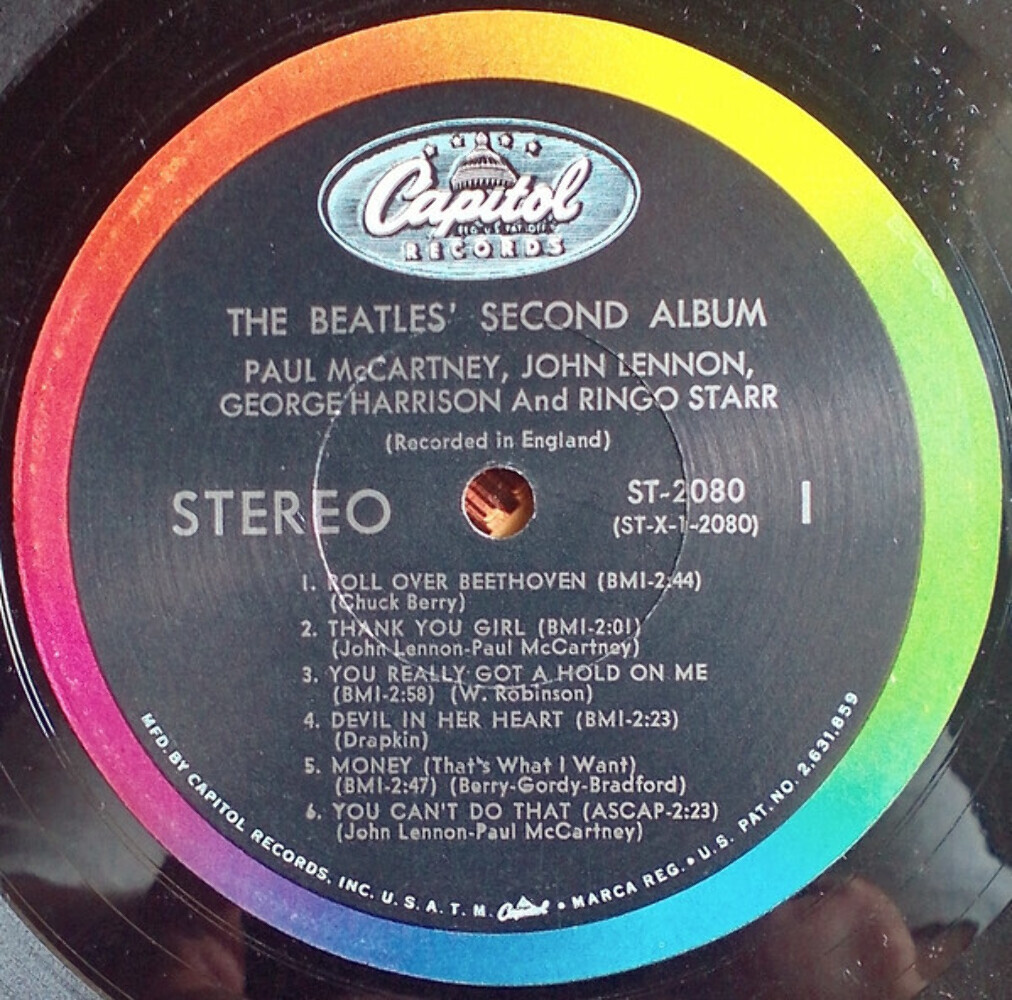 Capitol
REG. U.S. PAT. OFF.
RECORDS
THE BEATLES' SECOND ALBUM
PAUL McCARTNEY, JOHN LENNON,
GEORGE HARRISON And RINGO STARR
(Recorded in England)
STEREO
ST-2080
(ST-X-1-2080)
1
1. ROLL OVER BEETHOVEN (BMI-2:44)
(Chuck Berry)
2. THANK YOU GIRL (BMI-2:01)
(John Lennon-Paul McCartney)
3. YOU REALLY GOT A HOLD ON ME
(BMI-2:58) (W. Robinson)
4. DEVIL IN HER HEART (BMI-2:23)
(Drapkin)
5. MONEY (That's What I Want)
(BMI-2:47) (Berry-Gordy-Bradford)
6. YOU CAN'T DO THAT (ASCAP-2:23)
(John Lennon-Paul McCartney)
MFD. BY CAPITOL RECORDS, INC. U. S. A. T. M. Capitol • MARCA REG. • U.S. PAT. NO. 2,631,859